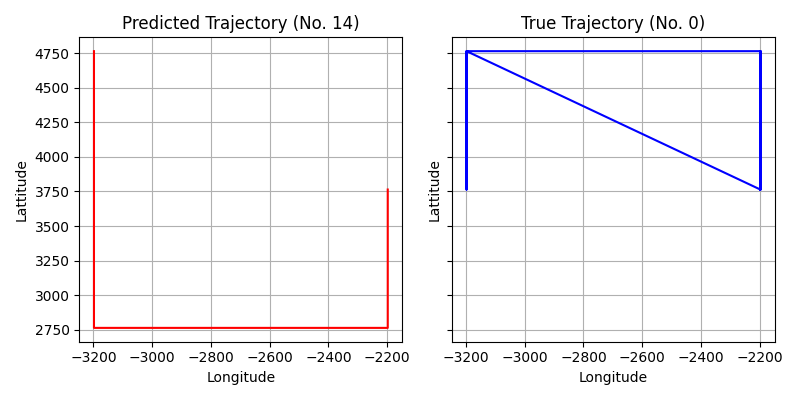 Predicted Trajectory (No. 14)
4750
4500
4250
4000
3750
3500
3250
3000
2750
Lattitude
−3200 −3000 −2800 −2600 −2400 −2200
Longitude
True Trajectory (No. 0)
Lattitude
−3200 −3000 −2800 −2600 −2400 −2200
Longitude